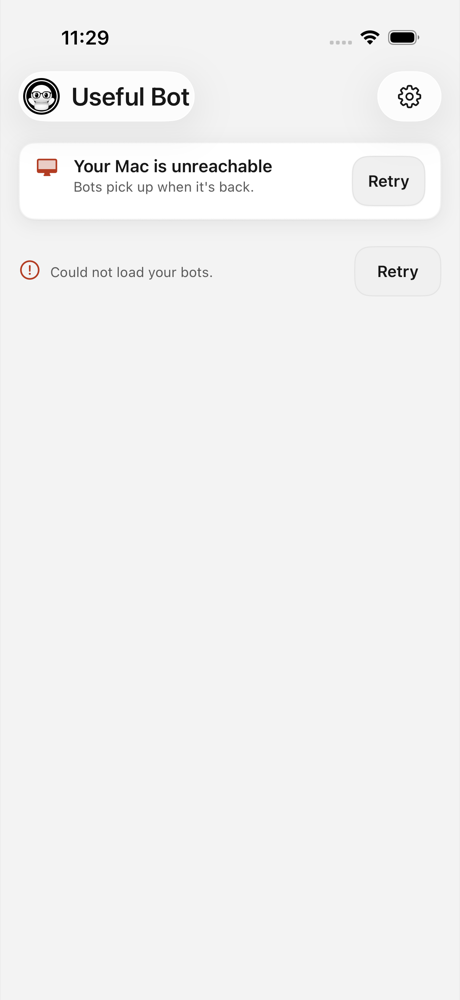 11:29
Useful Bot
Your Mac is unreachable
Bots pick up when it's back.
Retry
Could not load your bots.
Retry